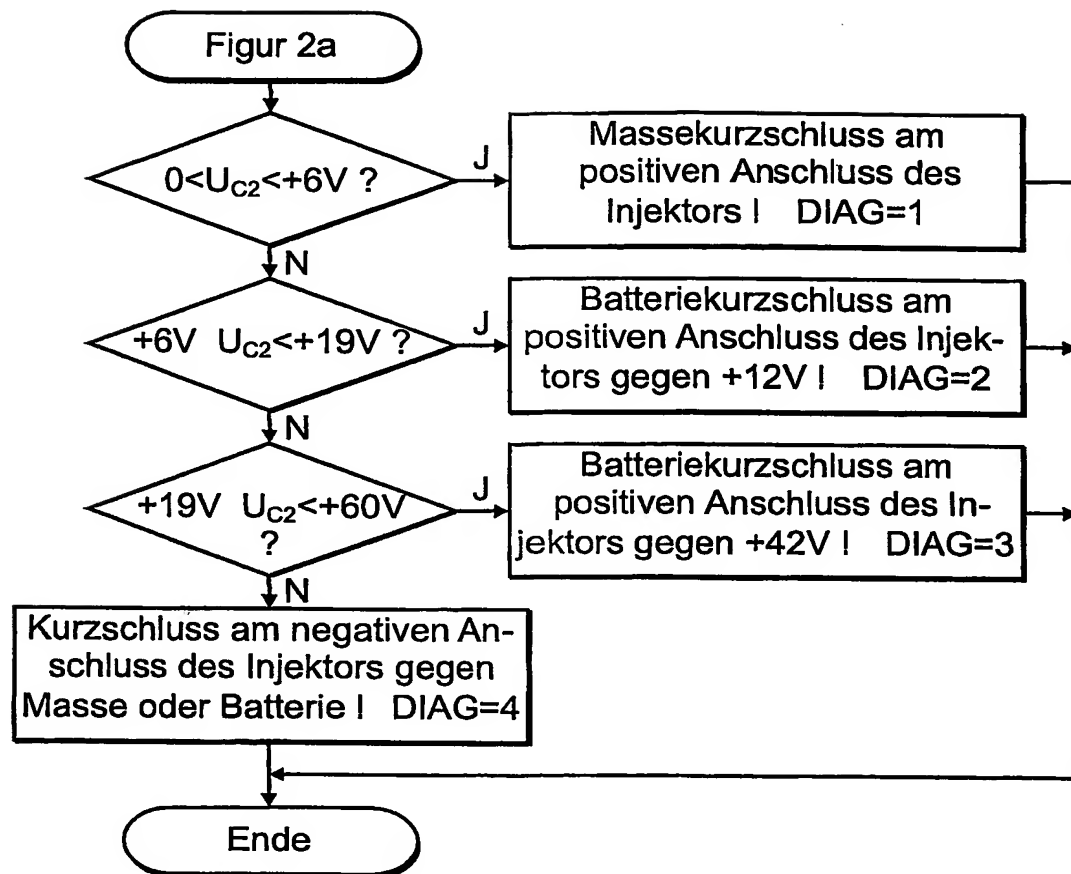 Figur 2a
0<U_C2<+6V ?
J
Massekurzschluss am
positiven Anschluss des
Injektors ! DIAG=1
N
+6V U_C2<+19V ?
J
Batteriekurzschluss am
positiven Anschluss des Injek-
tors gegen +12V ! DIAG=2
N
+19V U_C2<+60V
?
J
Batteriekurzschluss am
positiven Anschluss des In-
jektors gegen +42V ! DIAG=3
N
Kurzschluss am negativen An-
schluss des Injektors gegen
Masse oder Batterie ! DIAG=4
Ende